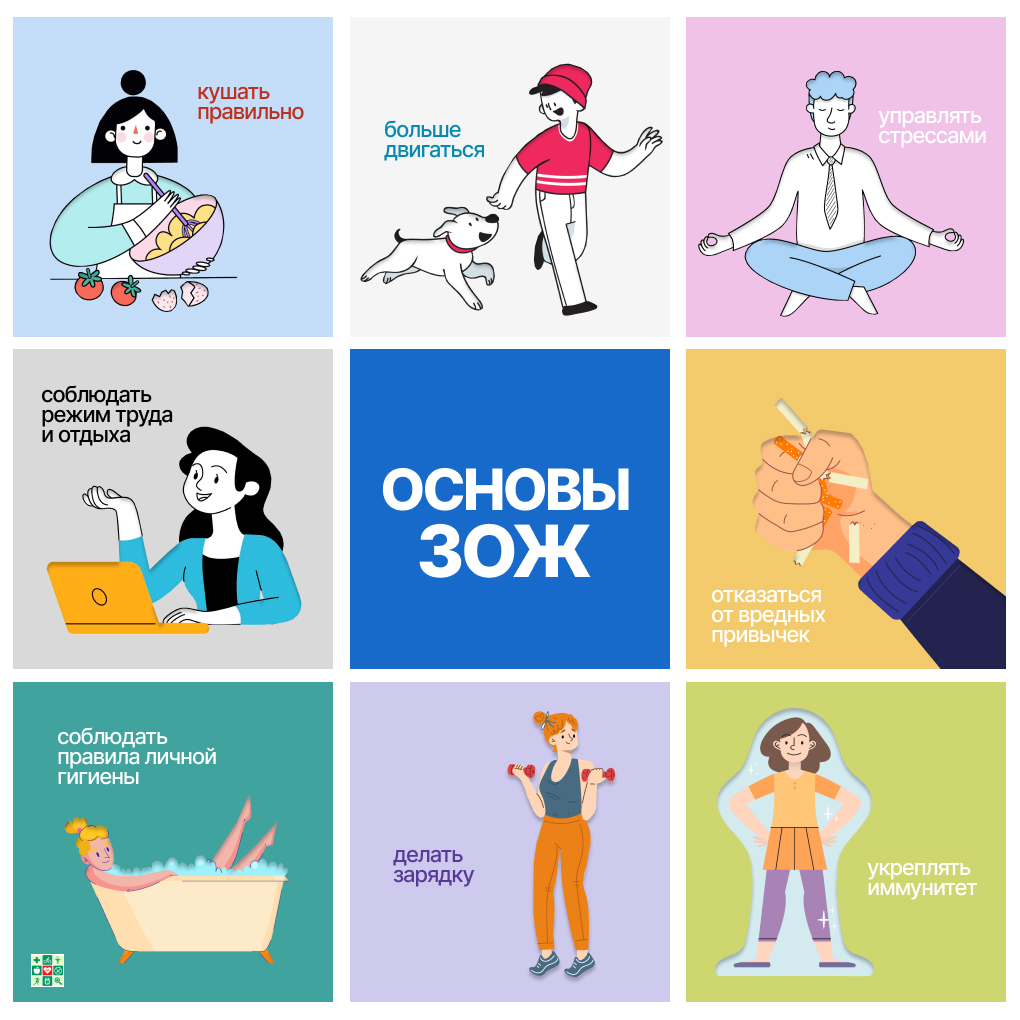 кушать
правильно
больше
двигаться
управлять
стрессами
соблюдать
режим труда
и отдыха
ОСНОВЫ
ЗОЖ
отказаться
от вредных
привычек
соблюдать
правила личной
гигиены
делать
зарядку
укреплять
иммунитет